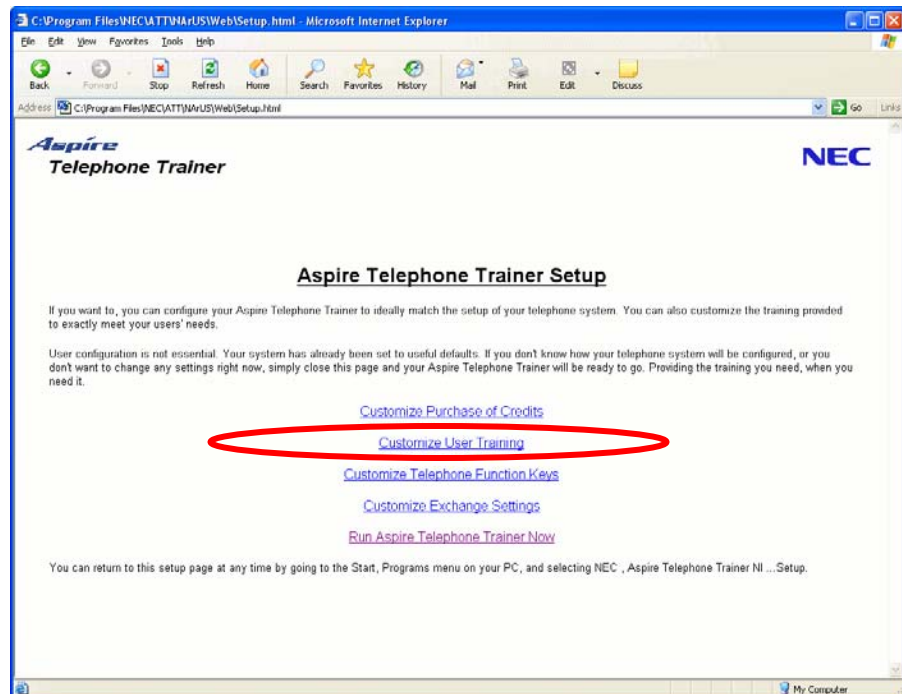 C:\Program Files\NEC\ATT\NArUS\Web\Setup.html - Microsoft Internet Explorer
File Edit View Favorites Tools Help
Back Forward Stop Refresh Home Search Favorites History Mail Print Edit Discuss
Address C:\Program Files\NEC\ATT\NArUS\Web\Setup.html Go Links
Aspire
Telephone Trainer
NEC
Aspire Telephone Trainer Setup
If you want to, you can configure your Aspire Telephone Trainer to ideally match the setup of your telephone system. You can also customize the training provided
to exactly meet your users' needs.
User configuration is not essential. Your system has already been set to useful defaults. If you don't know how your telephone system will be configured, or you
don't want to change any settings right now, simply close this page and your Aspire Telephone Trainer will be ready to go. Providing the training you need, when you
need it.
Customize Purchase of Credits
Customize User Training
Customize Telephone Function Keys
Customize Exchange Settings
Run Aspire Telephone Trainer Now
You can return to this setup page at any time by going to the Start, Programs menu on your PC, and selecting NEC , Aspire Telephone Trainer NI ...Setup.
My Computer